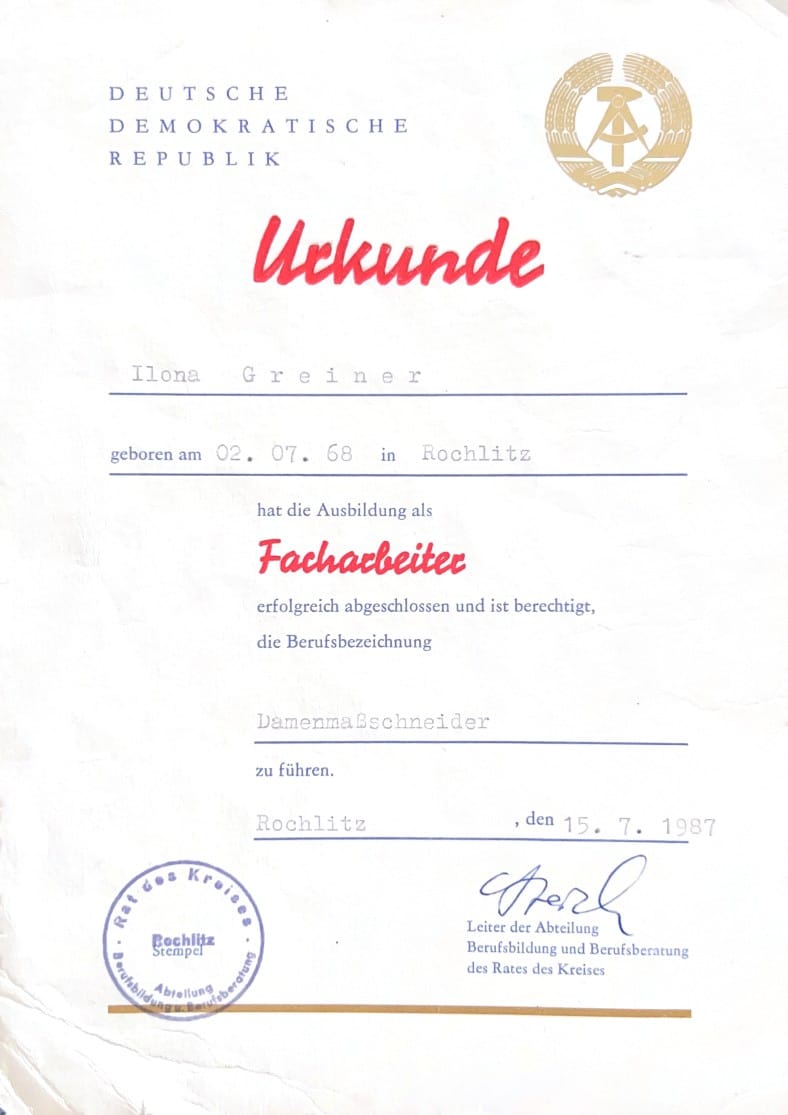 DEUTSCHE
DEMOKRATISCHE
REPUBLIK
Urkunde
Ilona Greiner
geboren am 02. 07. 68 in Rochlitz
hat die Ausbildung als
Facharbeiter
erfolgreich abgeschlossen und ist berechtigt,
die Berufsbezeichnung
Damenmaßschneider
zu führen.
Rochlitz , den 15. 7. 1987
Rat des Kreises
Rochlitz
Stempel
Abteilung
Berufsbildung u. Berufsberatung
Leiter der Abteilung
Berufsbildung und Berufsberatung
des Rates des Kreises